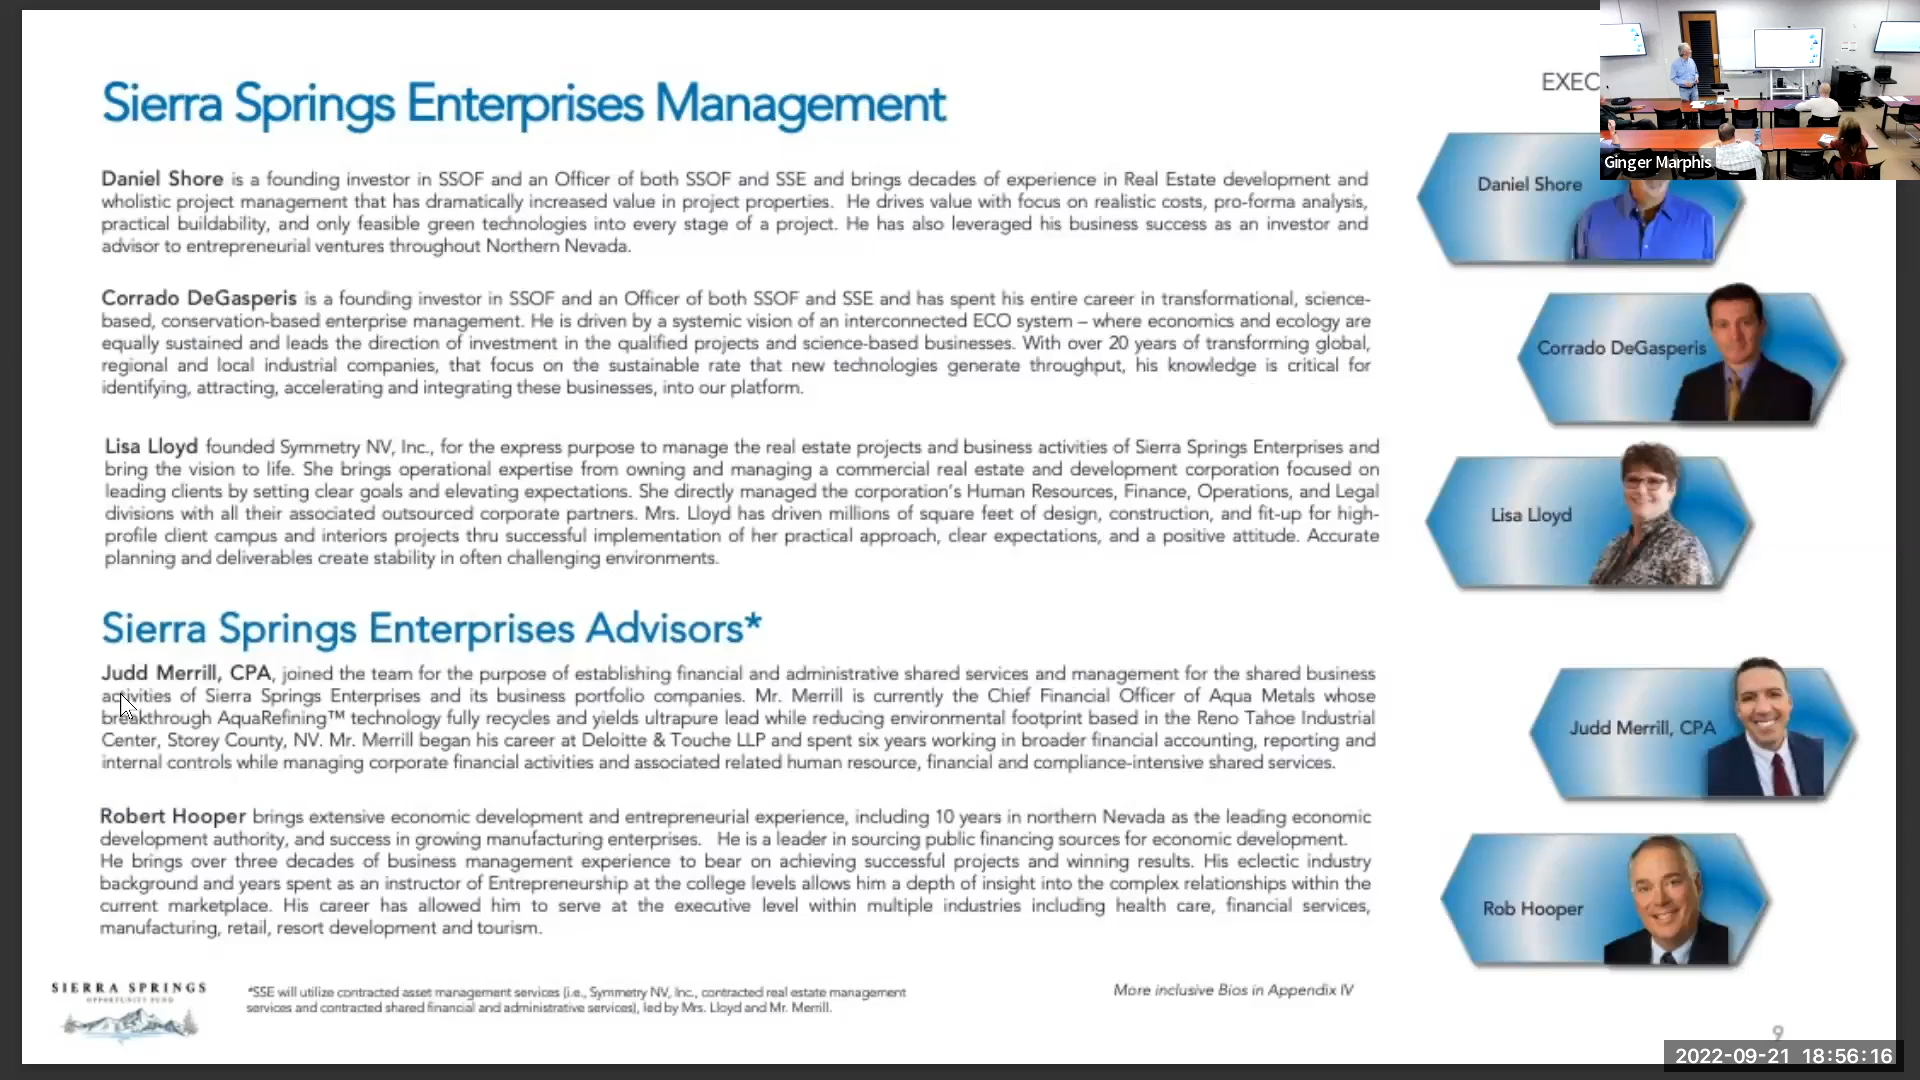 Sierra Springs Enterprises Management
EXEC
Daniel Shore is a founding investor in SSOF and an Officer of both SSOF and SSE and brings decades of experience in Real Estate development and
wholistic project management that has dramatically increased value in project properties. He drives value with focus on realistic costs, pro-forma analysis,
practical buildability, and only feasible green technologies into every stage of a project. He has also leveraged his business success as an investor and
advisor to entrepreneurial ventures throughout Northern Nevada.
Ginger Marphis
Daniel Shore
Corrado DeGasperis is a founding investor in SSOF and an Officer of both SSOF and SSE and has spent his entire career in transformational, science-
based, conservation-based enterprise management. He is driven by a systemic vision of an interconnected ECO system – where economics and ecology are
equally sustained and leads the direction of investment in the qualified projects and science-based businesses. With over 20 years of transforming global,
regional and local industrial companies, that focus on the sustainable rate that new technologies generate throughput, his knowledge is critical for
identifying, attracting, accelerating and integrating these businesses, into our platform.
Corrado DeGasperis
Lisa Lloyd founded Symmetry NV, Inc., for the express purpose to manage the real estate projects and business activities of Sierra Springs Enterprises and
bring the vision to life. She brings operational expertise from owning and managing a commercial real estate and development corporation focused on
leading clients by setting clear goals and elevating expectations. She directly managed the corporation's Human Resources, Finance, Operations, and Legal
divisions with all their associated outsourced corporate partners. Mrs. Lloyd has driven millions of square feet of design, construction, and fit-up for high-
profile client campus and interiors projects thru successful implementation of her practical approach, clear expectations, and a positive attitude. Accurate
planning and deliverables create stability in often challenging environments.
Lisa Lloyd
Sierra Springs Enterprises Advisors*
Judd Merrill, CPA, joined the team for the purpose of establishing financial and administrative shared services and management for the shared business
activities of Sierra Springs Enterprises and its business portfolio companies. Mr. Merrill is currently the Chief Financial Officer of Aqua Metals whose
breakthrough AquaRefining™ technology fully recycles and yields ultrapure lead while reducing environmental footprint based in the Reno Tahoe Industrial
Center, Storey County, NV. Mr. Merrill began his career at Deloitte & Touche LLP and spent six years working in broader financial accounting, reporting and
internal controls while managing corporate financial activities and associated related human resource, financial and compliance-intensive shared services.
Judd Merrill, CPA
Robert Hooper brings extensive economic development and entrepreneurial experience, including 10 years in northern Nevada as the leading economic
development authority, and success in growing manufacturing enterprises. He is a leader in sourcing public financing sources for economic development.
He brings over three decades of business management experience to bear on achieving successful projects and winning results. His eclectic industry
background and years spent as an instructor of Entrepreneurship at the college levels allows him a depth of insight into the complex relationships within the
current marketplace. His career has allowed him to serve at the executive level within multiple industries including health care, financial services,
manufacturing, retail, resort development and tourism.
Rob Hooper
SIERRA SPRINGS
OPPORTUNITY FUND
*SSE will utilize contracted asset management services (i.e., Symmetry NV, Inc., contracted real estate management
services and contracted shared financial and administrative services), led by Mrs. Lloyd and Mr. Merrill.
More inclusive Bios in Appendix IV
9
2022-09-21 18:56:16